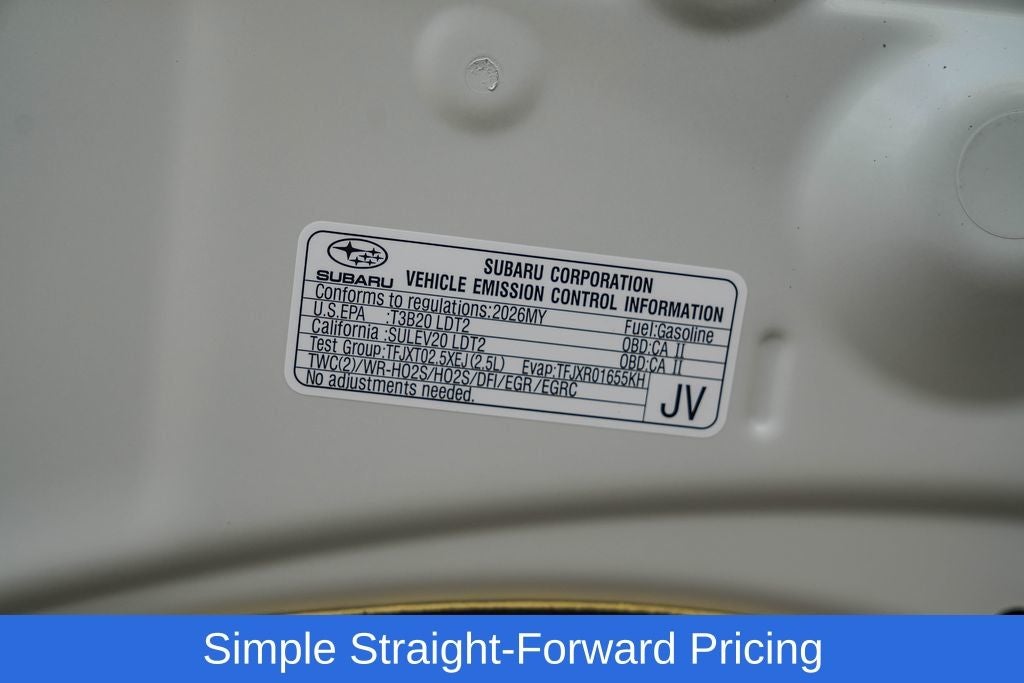 SUBARU
SUBARU CORPORATION
VEHICLE EMISSION CONTROL INFORMATION
Conforms to regulations:2026MY Fuel:Gasoline
U.S.EPA :T3B20 LDT2 OBD:CA II
California :SULEV20 LDT2 OBD:CA II
Test Group:TFJXT02.5XEJ(2.5L) Evap:TFJXR01655KH
TWC(2)/WR-HO2S/HO2S/DFI/EGR/EGRC
No adjustments needed.
JV
Simple Straight-Forward Pricing